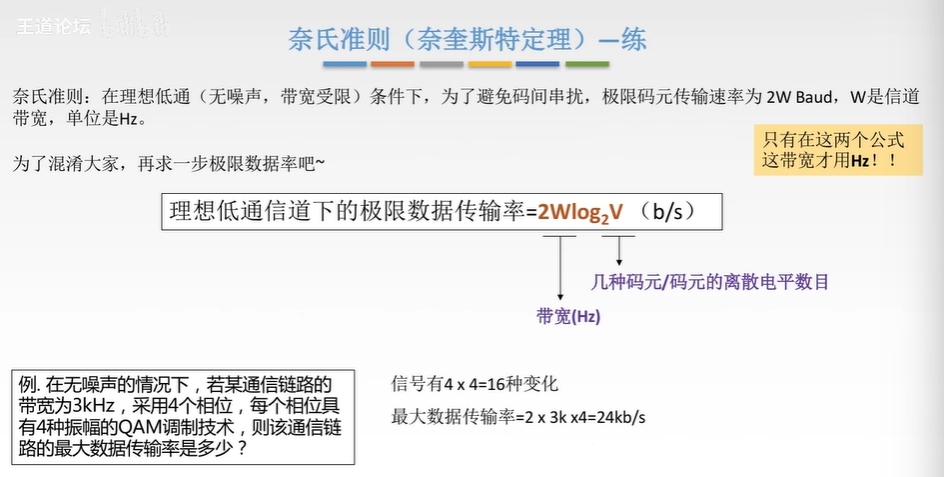 王道论坛
奈氏准则（奈奎斯特定理）—练
奈氏准则：在理想低通（无噪声，带宽受限）条件下，为了避免码间串扰，极限码元传输速率为 2W Baud，W是信道
带宽，单位是Hz。
只有在这两个公式
这带宽才用Hz！！
为了混淆大家，再求一步极限数据率吧~
理想低通信道下的极限数据传输率=2Wlog₂V （b/s）
几种码元/码元的离散电平数目
带宽(Hz)
例. 在无噪声的情况下，若某通信链路的
带宽为3kHz，采用4个相位，每个相位具
有4种振幅的QAM调制技术，则该通信链
路的最大数据传输率是多少？
信号有4 x 4=16种变化
最大数据传输率=2 x 3k x4=24kb/s